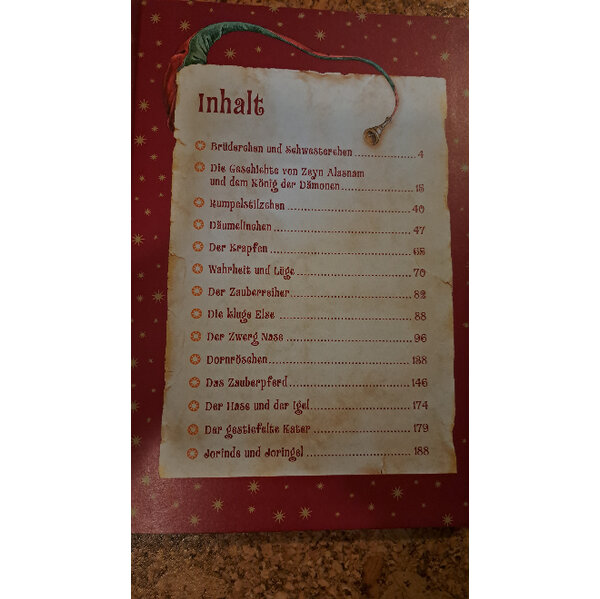 Inhalt
Brüderchen und Schwesterchen 4
Die Geschichte von Zeyn Alasnam
und dem König der Dämonen 15
Rumpelstilzchen 40
Däumelinchen 47
Der Krapfen 65
Wahrheit und Lüge 70
Der Zauberreiher 82
Die kluge Else 88
Der Zwerg Nase 96
Dornröschen 138
Das Zauberpferd 146
Der Hase und der Igel 174
Der gestiefelte Kater 179
Jorinde und Joringel 188